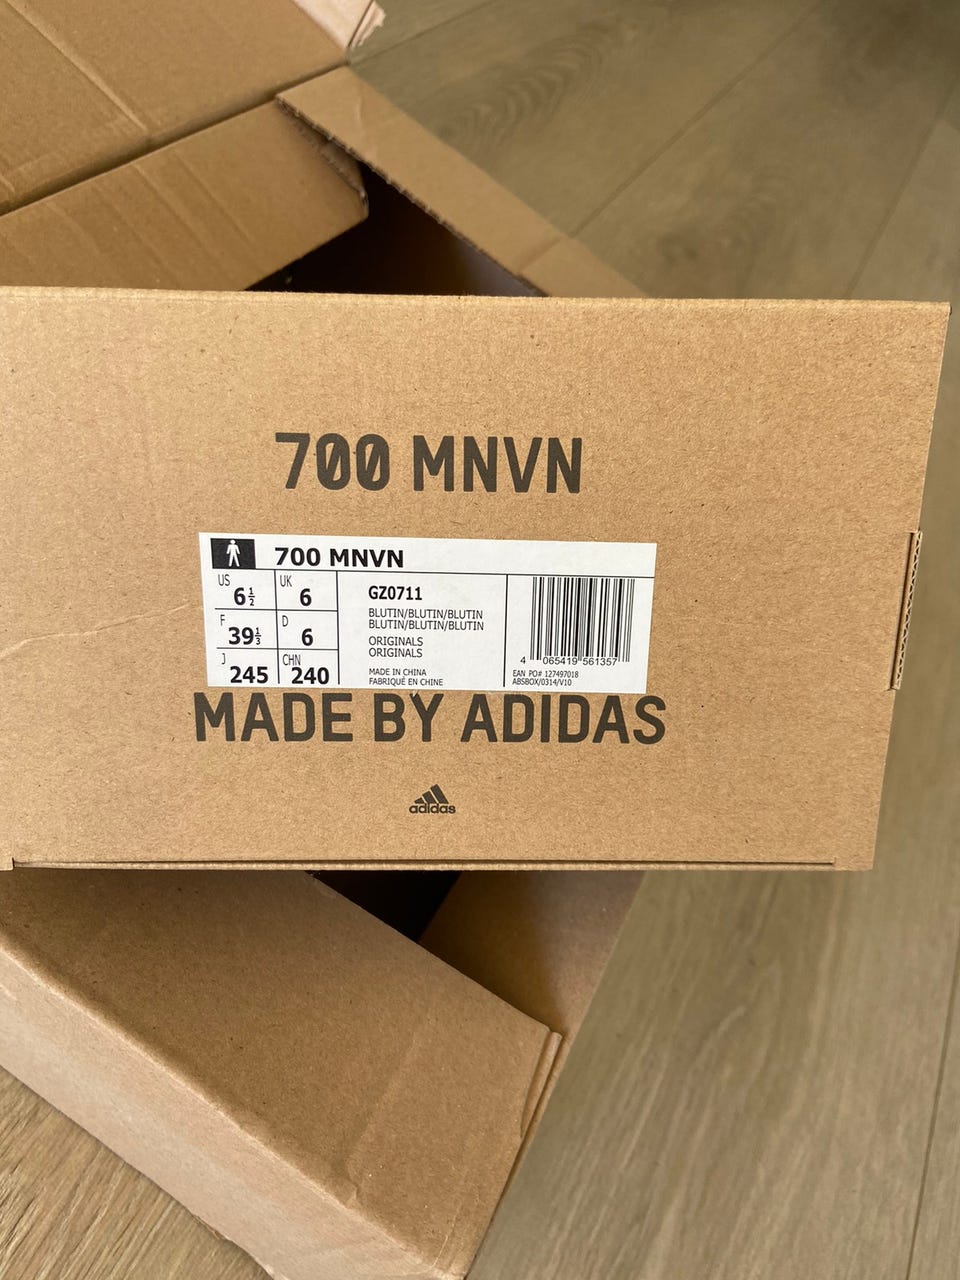 700 MNVN
700 MNVN
US 6½ UK 6
F 39⅓ D 6
J 245 CHN 240
GZ0711
BLUTIN/BLUTIN/BLUTIN
BLUTIN/BLUTIN/BLUTIN
ORIGINALS
ORIGINALS
MADE IN CHINA
FABRIQUÉ EN CHINE
4 065419 561357
EAN PO# 127497018
ABSBOX/0314/V10
MADE BY ADIDAS
adidas